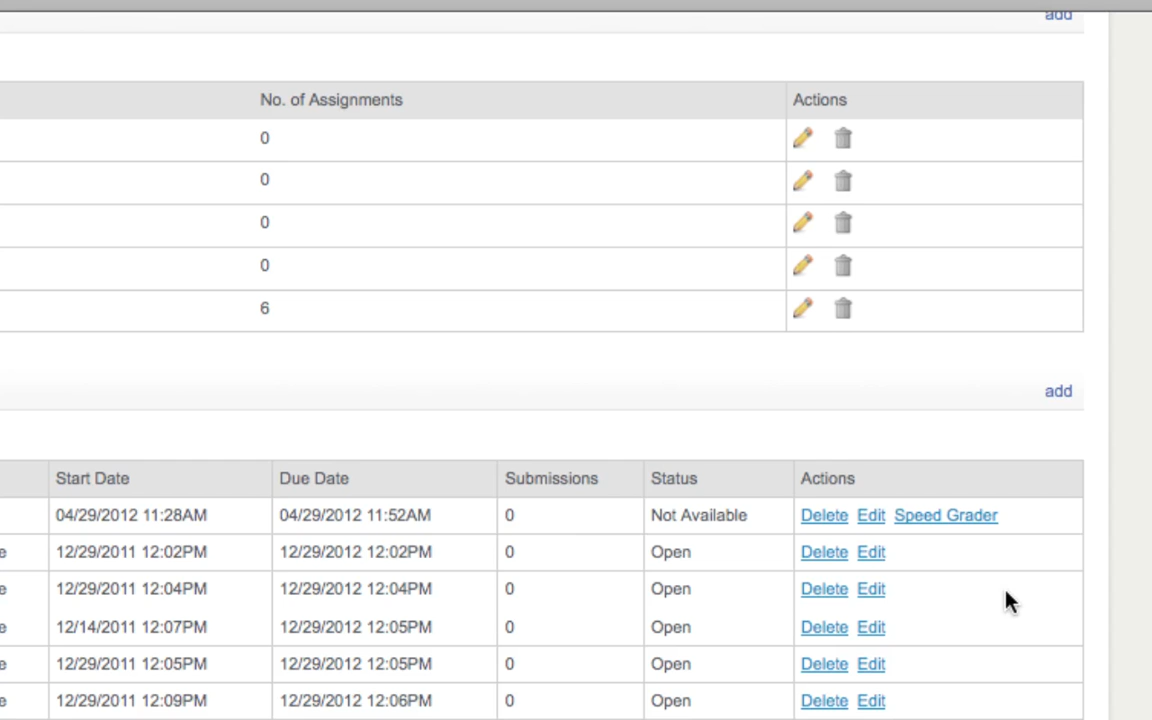 add
No. of Assignments Actions
0
0
0
0
6
add
Start Date Due Date Submissions Status Actions
04/29/2012 11:28AM 04/29/2012 11:52AM 0 Not Available Delete Edit Speed Grader
e 12/29/2011 12:02PM 12/29/2012 12:02PM 0 Open Delete Edit
e 12/29/2011 12:04PM 12/29/2012 12:04PM 0 Open Delete Edit
e 12/14/2011 12:07PM 12/29/2012 12:05PM 0 Open Delete Edit
e 12/29/2011 12:05PM 12/29/2012 12:05PM 0 Open Delete Edit
e 12/29/2011 12:09PM 12/29/2012 12:06PM 0 Open Delete Edit